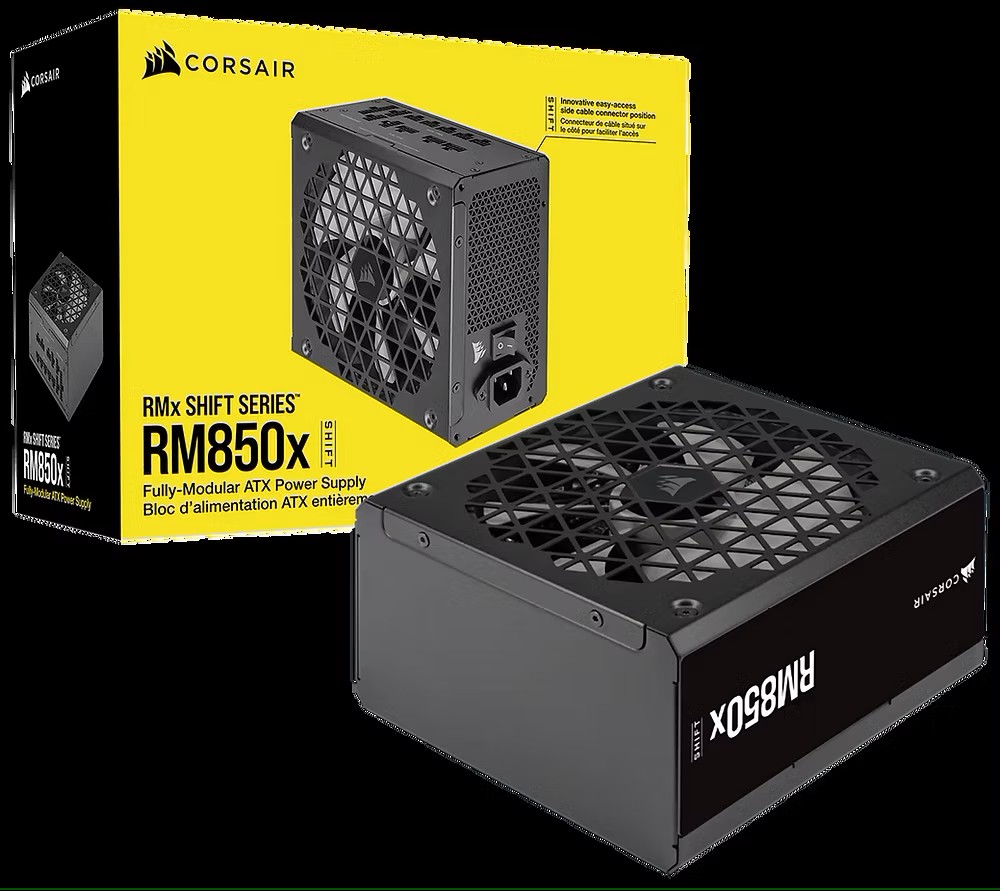 CORSAIR
RMx SHIFT SERIES
RM850x SHIFT
Fully-Modular ATX Power Supply
CORSAIR
SHIFT
Innovative easy-access
side cable connector position
Connecteur de câble situé sur
le côté pour faciliter l'accès
RMx SHIFT SERIES™
RM850x SHIFT
Fully-Modular ATX Power Supply
Bloc d'alimentation ATX entièrem
CORSAIR
RM850x
SHIFT